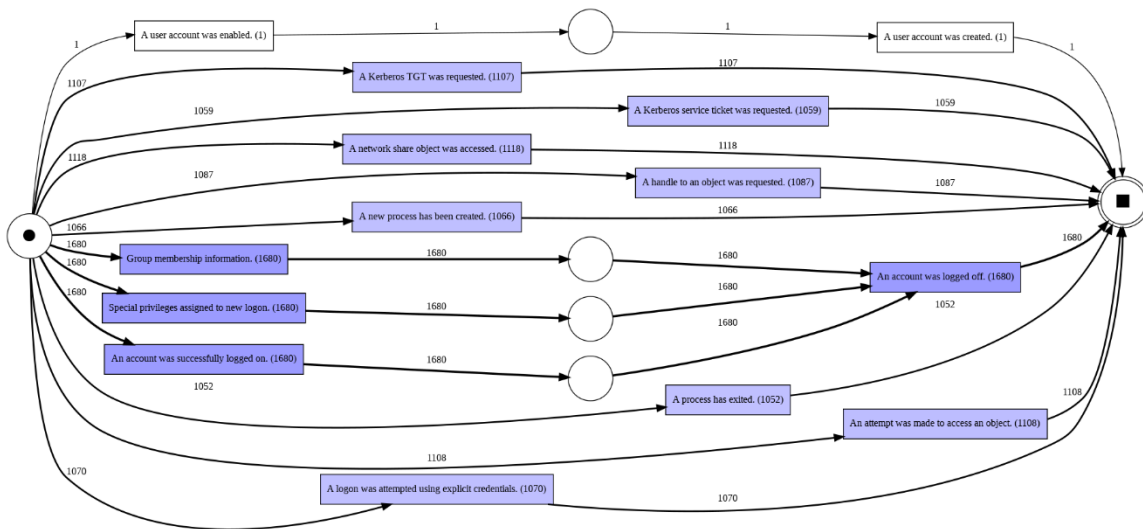 A user account was enabled. (1)
1
1
A user account was created. (1)
1
1
1107
A Kerberos TGT was requested. (1107)
1107
1059
A Kerberos service ticket was requested. (1059)
1059
1118
A network share object was accessed. (1118)
1118
1087
A handle to an object was requested. (1087)
1087
1066
A new process has been created. (1066)
1066
1680
Group membership information. (1680)
1680
1680
An account was logged off. (1680)
1680
1680
Special privileges assigned to new logon. (1680)
1680
1680
1680
An account was successfully logged on. (1680)
1680
1680
1052
A process has exited. (1052)
1052
1108
An attempt was made to access an object. (1108)
1108
1070
A logon was attempted using explicit credentials. (1070)
1070